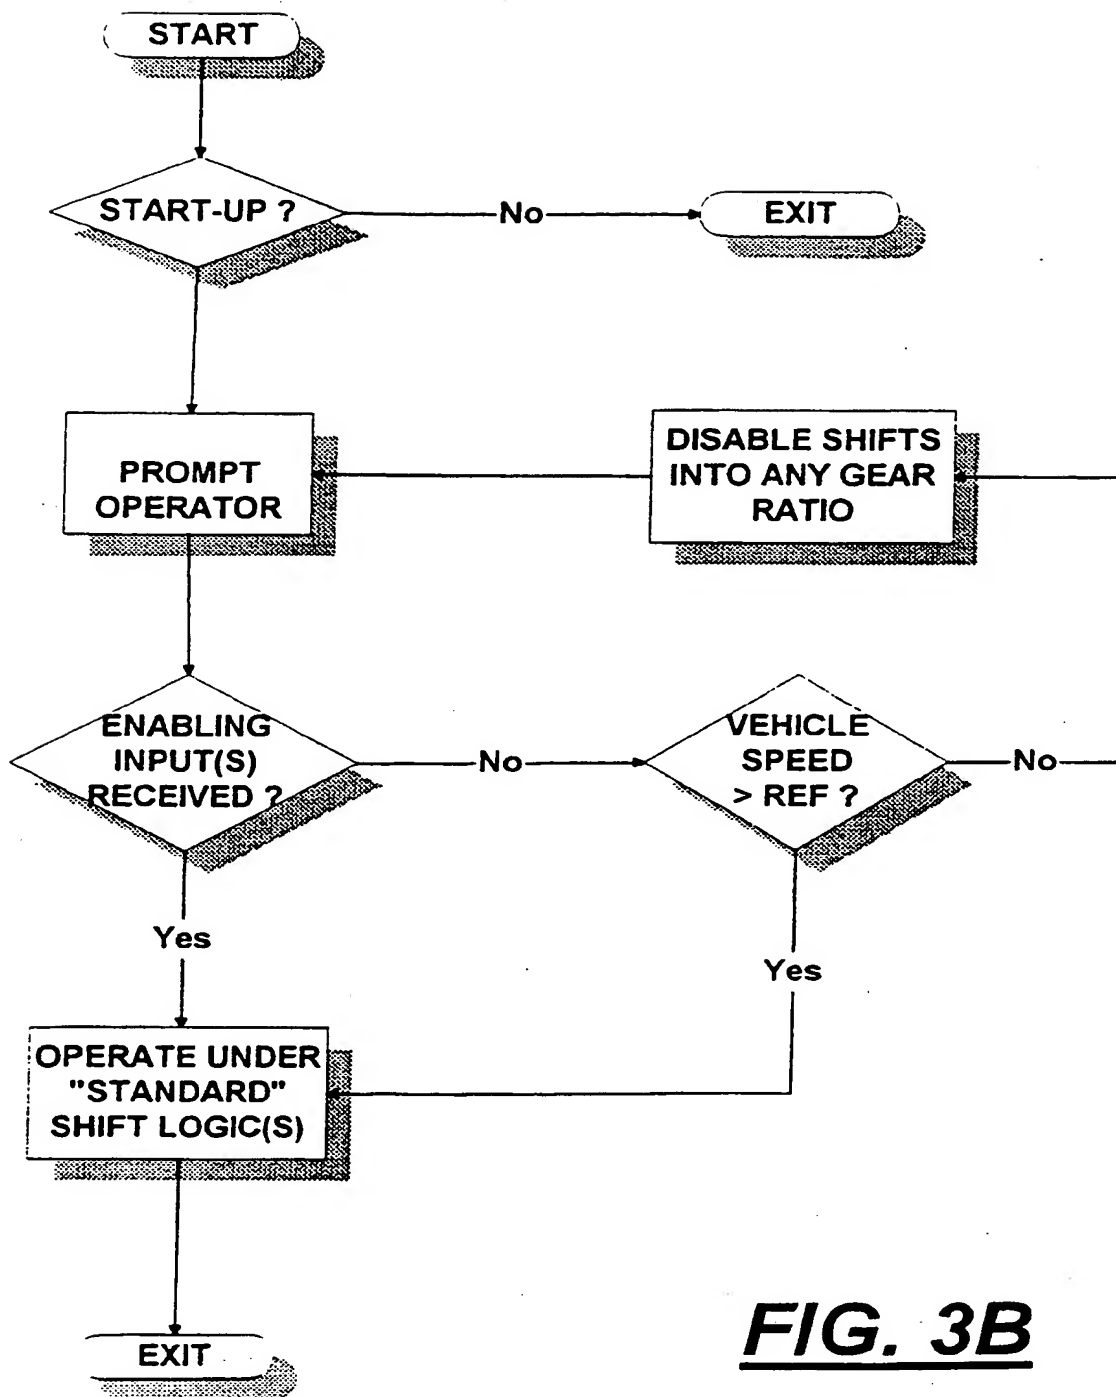 START
START-UP ?
No
EXIT
PROMPT
OPERATOR
DISABLE SHIFTS
INTO ANY GEAR
RATIO
ENABLING
INPUT(S)
RECEIVED ?
No
VEHICLE
SPEED
> REF ?
No
Yes
Yes
OPERATE UNDER
"STANDARD"
SHIFT LOGIC(S)
EXIT
FIG. 3B